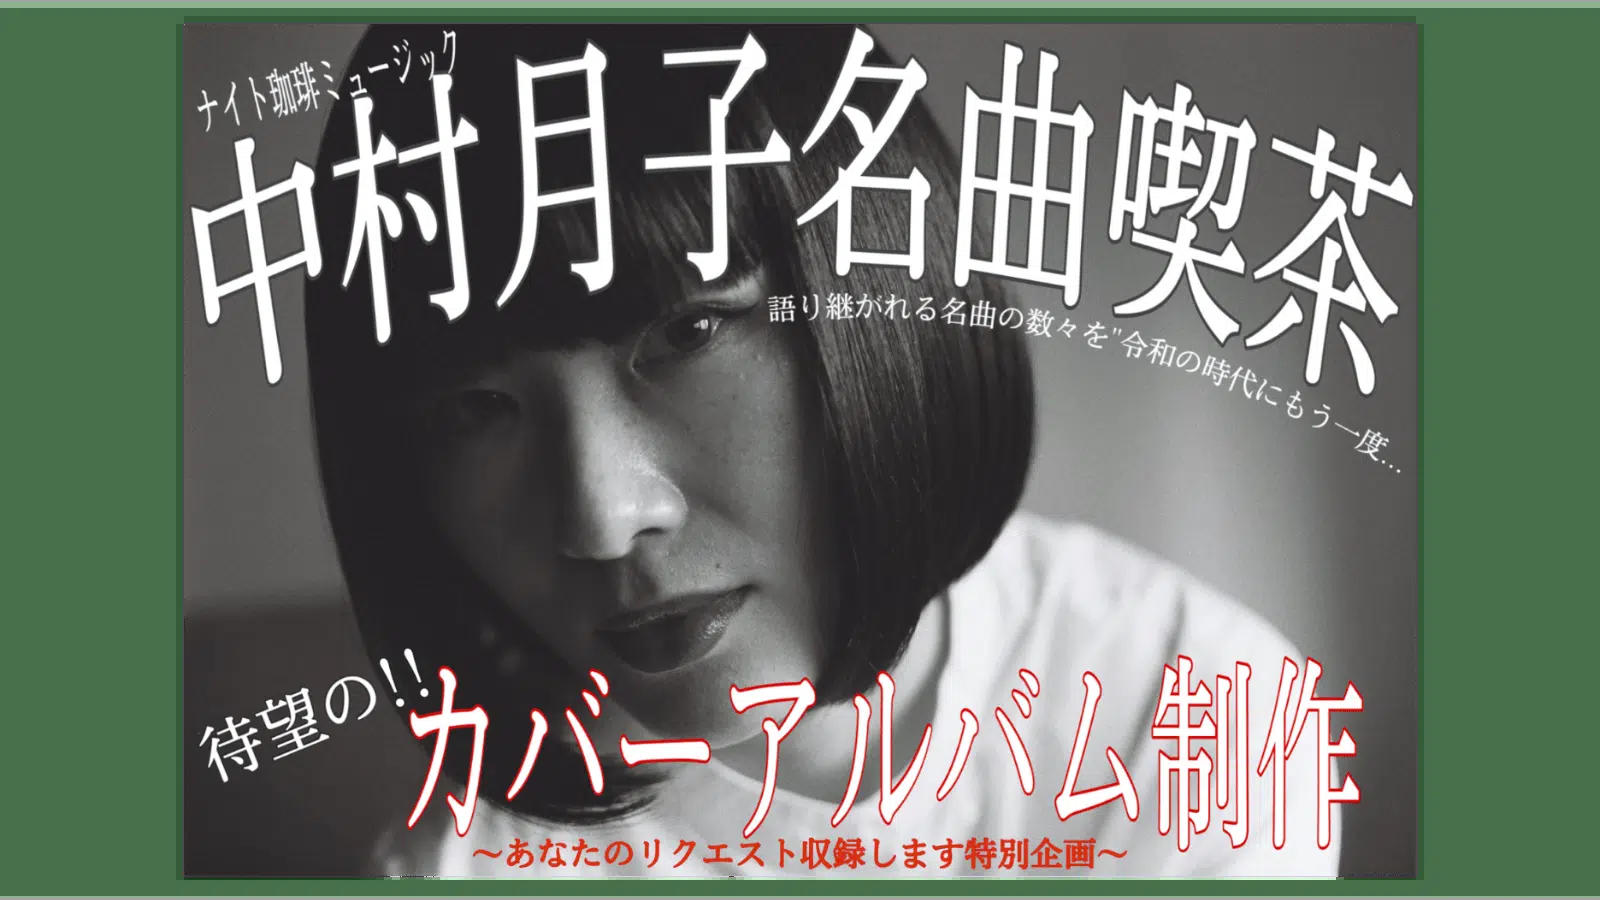 ナイト珈琲ミュージック
中村月子名曲喫茶
語り継がれる名曲の数々を"令和の時代にもう一度...
待望の!!
カバーアルバム制作
～あなたのリクエスト収録します特別企画～